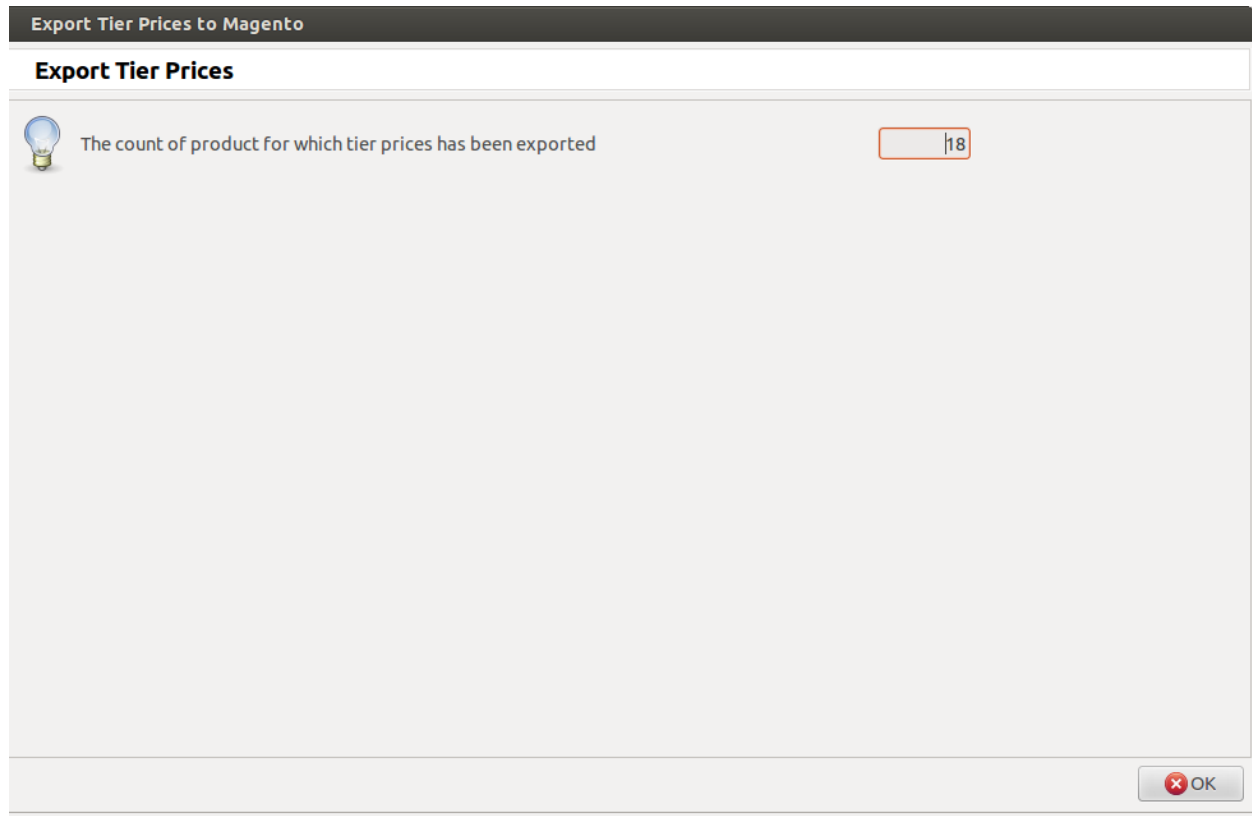 Export Tier Prices to Magento
Export Tier Prices
The count of product for which tier prices has been exported 18
OK